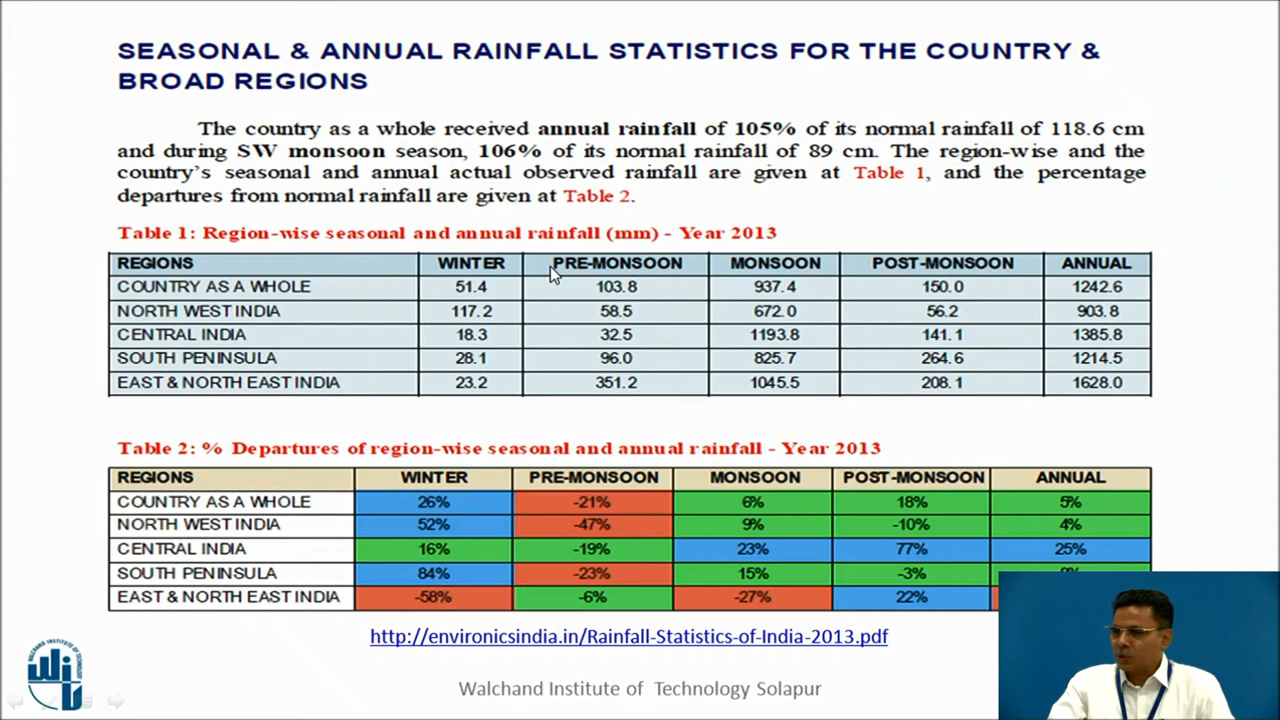 SEASONAL & ANNUAL RAINFALL STATISTICS FOR THE COUNTRY &
BROAD REGIONS
The country as a whole received annual rainfall of 105% of its normal rainfall of 118.6 cm
and during SW monsoon season, 106% of its normal rainfall of 89 cm. The region-wise and the
country's seasonal and annual actual observed rainfall are given at Table 1, and the percentage
departures from normal rainfall are given at Table 2.
Table 1: Region-wise seasonal and annual rainfall (mm) - Year 2013
REGIONS WINTER PRE-MONSOON MONSOON POST-MONSOON ANNUAL
COUNTRY AS A WHOLE 51.4 103.8 937.4 150.0 1242.6
NORTH WEST INDIA 117.2 58.5 672.0 56.2 903.8
CENTRAL INDIA 18.3 32.5 1193.8 141.1 1385.8
SOUTH PENINSULA 28.1 96.0 825.7 264.6 1214.5
EAST & NORTH EAST INDIA 23.2 351.2 1045.5 208.1 1628.0
Table 2: % Departures of region-wise seasonal and annual rainfall - Year 2013
REGIONS WINTER PRE-MONSOON MONSOON POST-MONSOON ANNUAL
COUNTRY AS A WHOLE 26% -21% 6% 18% 5%
NORTH WEST INDIA 52% -47% 9% -10% 4%
CENTRAL INDIA 16% -19% 23% 77% 25%
SOUTH PENINSULA 84% -23% 15% -3%
EAST & NORTH EAST INDIA -58% -6% -27% 22%
http://environicsindia.in/Rainfall-Statistics-of-India-2013.pdf
WALCHAND INSTITUTE OF TECHNOLOGY
WIT
Walchand Institute of Technology Solapur